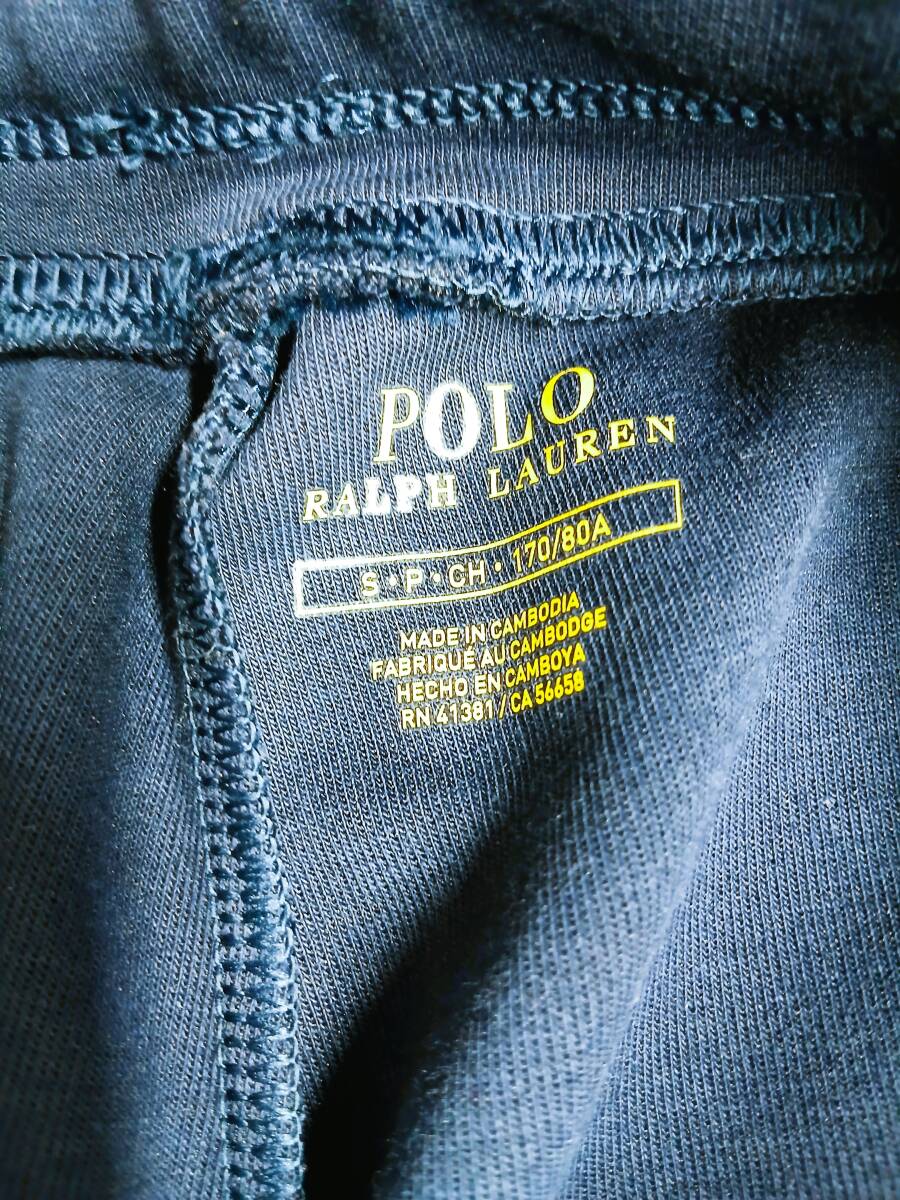 POLO
RALPH LAUREN
S • P • CH • 170/80A
MADE IN CAMBODIA
FABRIQUÉ AU CAMBODGE
HECHO EN CAMBOYA
RN 41381 / CA 56658